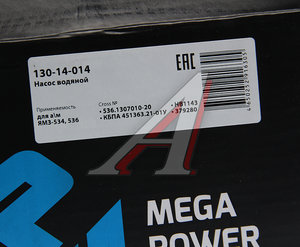 130-14-014
Насос водяной
EAC
Применяемость
для а\м
ЯМЗ-534, 536
Cross №
• 536.1307010-20 • HB1143
• КБПА 451363.21-01У • 379280
MEGA
POWER